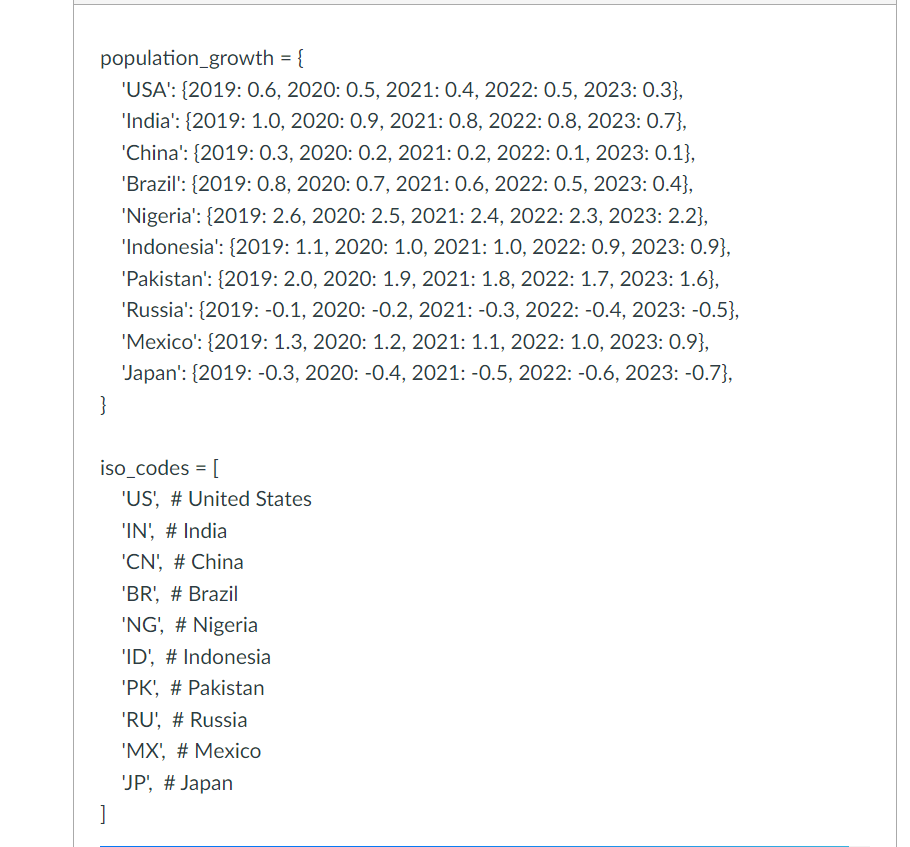 population_growth = {
'USA': {2019: 0.6, 2020: 0.5, 2021: 0.4, 2022: 0.5, 2023: 0.3},
'India': {2019: 1.0, 2020: 0.9, 2021: 0.8, 2022: 0.8, 2023: 0.7},
'China': {2019: 0.3, 2020: 0.2, 2021: 0.2, 2022: 0.1, 2023: 0.1},
'Brazil': {2019: 0.8, 2020: 0.7, 2021: 0.6, 2022: 0.5, 2023: 0.4},
'Nigeria': {2019: 2.6, 2020: 2.5, 2021: 2.4, 2022: 2.3, 2023: 2.2},
'Indonesia': {2019: 1.1, 2020: 1.0, 2021: 1.0, 2022: 0.9, 2023: 0.9},
'Pakistan': {2019: 2.0, 2020: 1.9, 2021: 1.8, 2022: 1.7, 2023: 1.6},
'Russia': {2019: -0.1, 2020: -0.2, 2021: -0.3, 2022: -0.4, 2023: -0.5},
'Mexico': {2019: 1.3, 2020: 1.2, 2021: 1.1, 2022: 1.0, 2023: 0.9},
'Japan': {2019: -0.3, 2020: -0.4, 2021: -0.5, 2022: -0.6, 2023: -0.7},
}
iso_codes = [
'US', # United States
'IN', # India
'CN', # China
'BR', # Brazil
'NG', # Nigeria
'ID', # Indonesia
'PK', # Pakistan
'RU', # Russia
'MX', # Mexico
'JP', # Japan
]